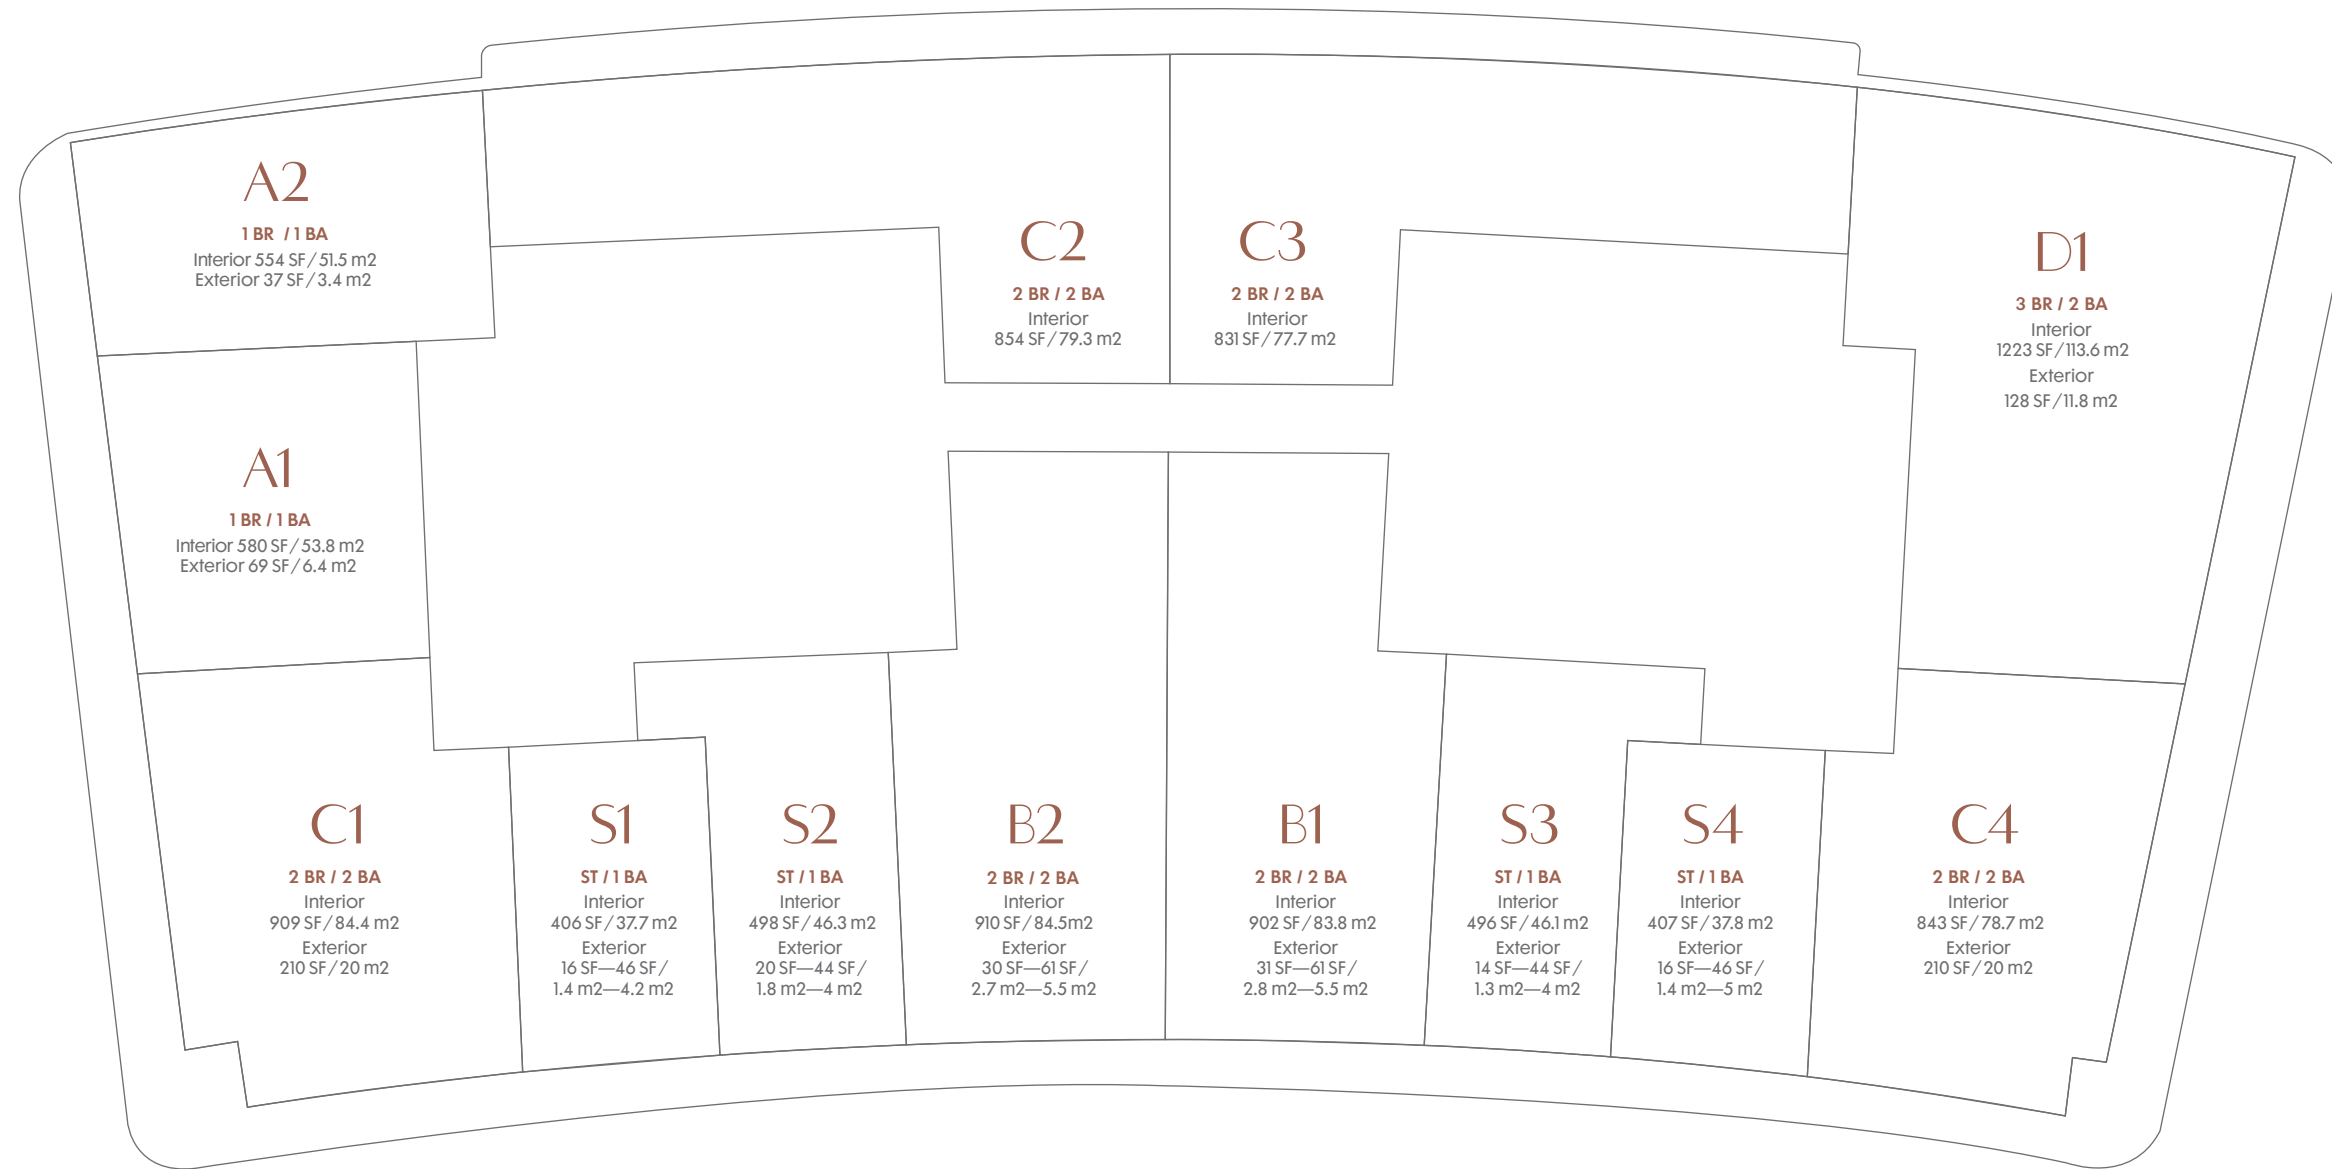 A2
1 BR / 1 BA
Interior 554 SF/51.5 m2
Exterior 37 SF/3.4 m2
C2
2 BR / 2 BA
Interior
854 SF/79.3 m2
C3
2 BR / 2 BA
Interior
831 SF/77.7 m2
D1
3 BR / 2 BA
Interior
1223 SF/113.6 m2
Exterior
128 SF/11.8 m2
A1
1 BR / 1 BA
Interior 580 SF/53.8 m2
Exterior 69 SF/6.4 m2
C1
2 BR / 2 BA
Interior
909 SF/84.4 m2
Exterior
210 SF/20 m2
S1
ST / 1 BA
Interior
406 SF/37.7 m2
Exterior
16 SF—46 SF/
1.4 m2—4.2 m2
S2
ST / 1 BA
Interior
498 SF/46.3 m2
Exterior
20 SF—44 SF/
1.8 m2—4 m2
B2
2 BR / 2 BA
Interior
910 SF/84.5m2
Exterior
30 SF—61 SF/
2.7 m2—5.5 m2
B1
2 BR / 2 BA
Interior
902 SF/83.8 m2
Exterior
31 SF—61 SF/
2.8 m2—5.5 m2
S3
ST / 1 BA
Interior
496 SF/46.1 m2
Exterior
14 SF—44 SF/
1.3 m2—4 m2
S4
ST / 1 BA
Interior
407 SF/37.8 m2
Exterior
16 SF—46 SF/
1.4 m2—5 m2
C4
2 BR / 2 BA
Interior
843 SF/78.7 m2
Exterior
210 SF/20 m2